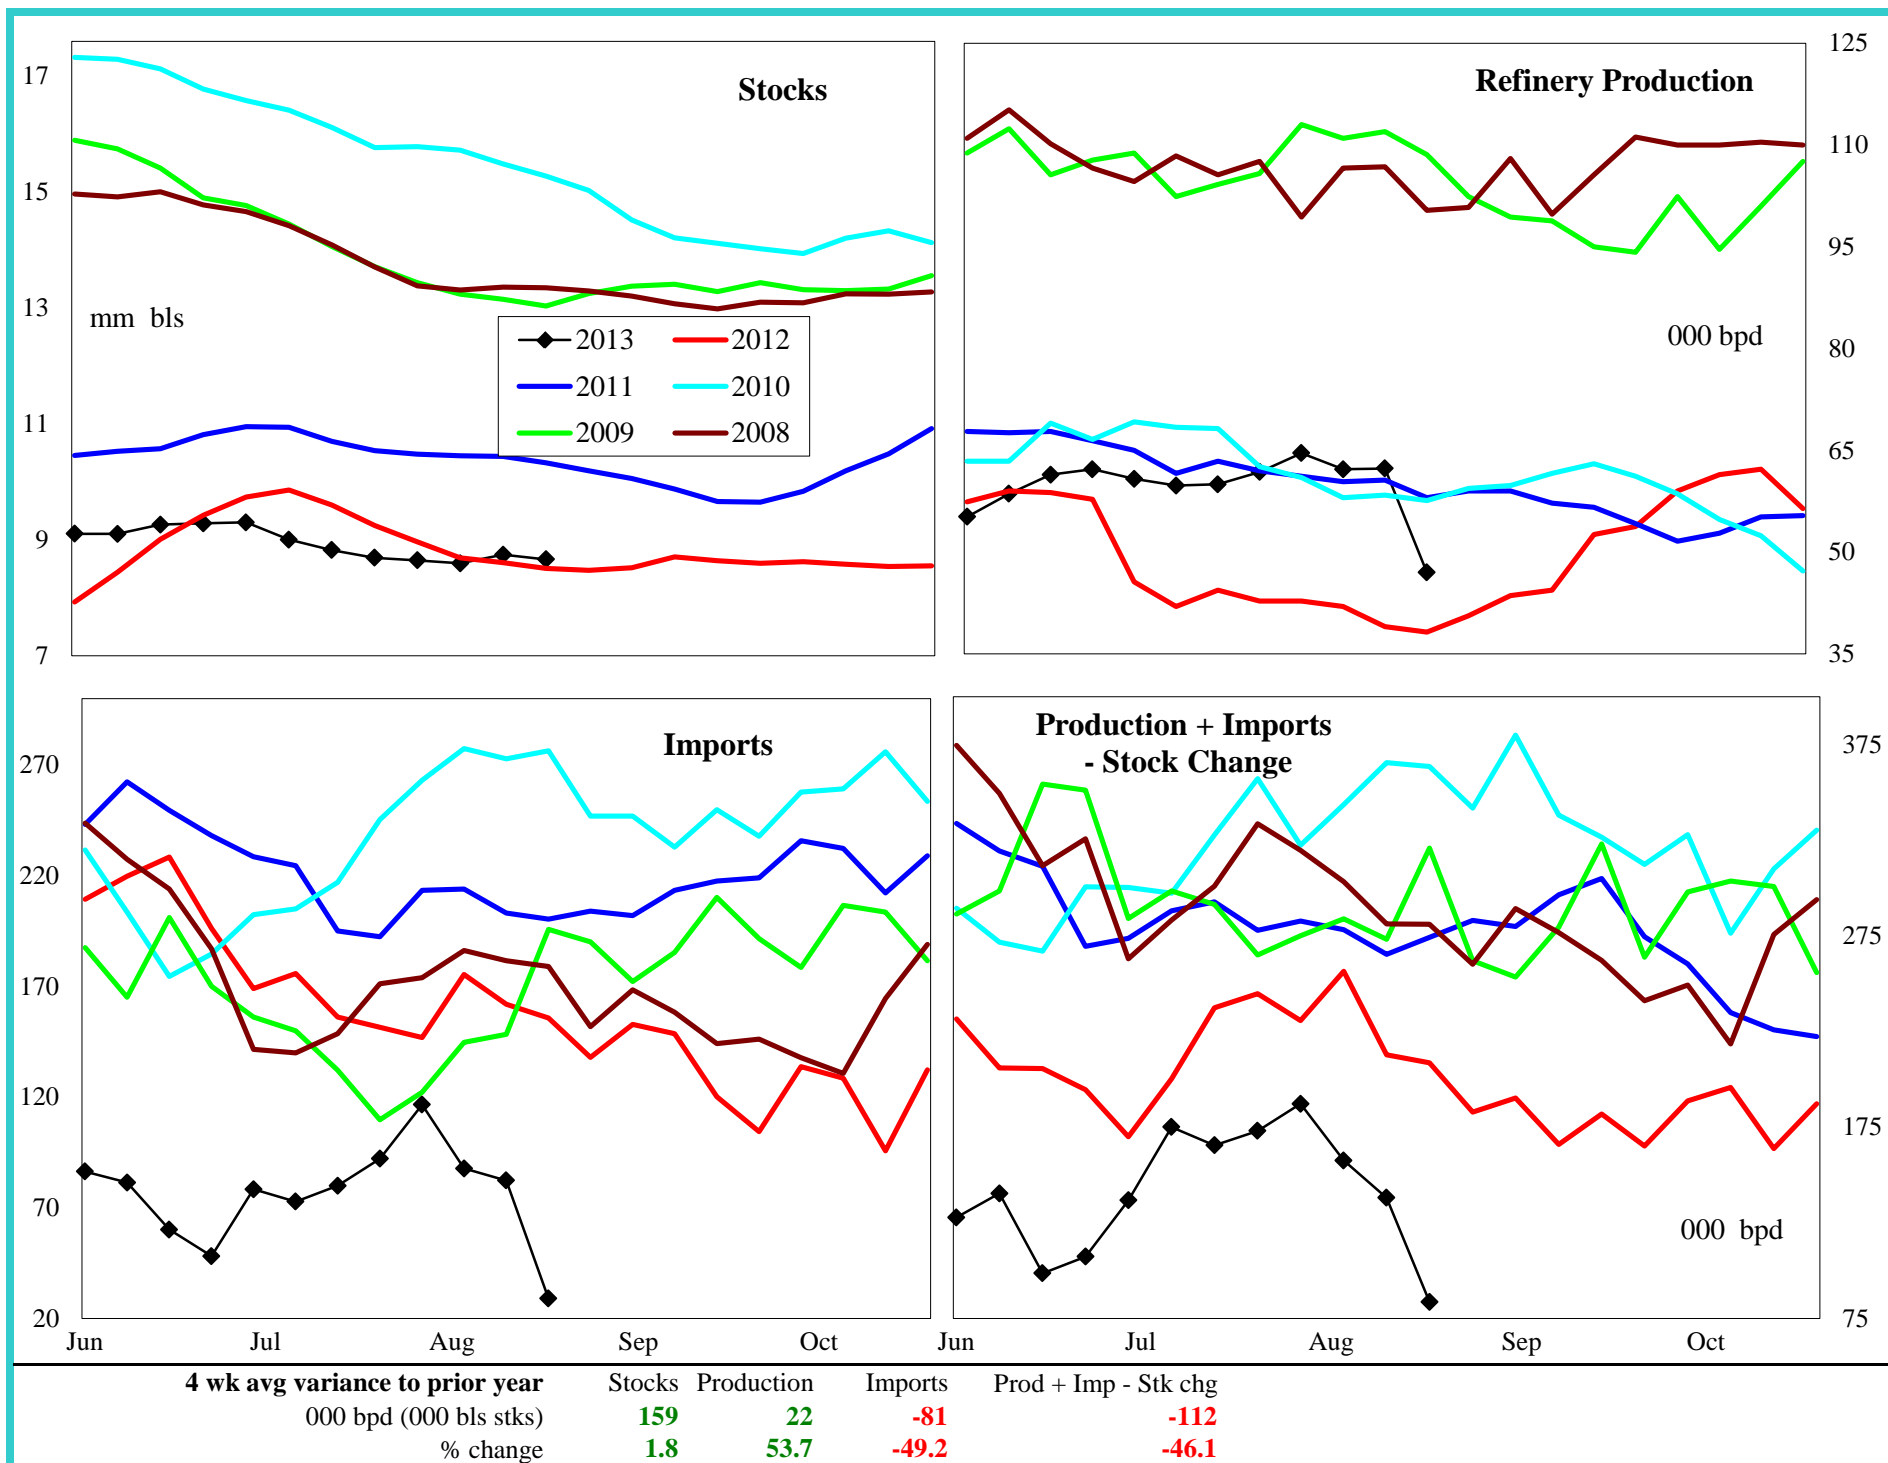 Stocks
17
15
13
11
9
7
mm bls
2013 2012
2011 2010
2009 2008
Refinery Production
125
110
95
80
65
50
35
000 bpd
Imports
270
220
170
120
70
20
Jun Jul Aug Sep Oct
Production + Imports
- Stock Change
375
275
175
75
000 bpd
Jun Jul Aug Sep Oct
4 wk avg variance to prior year Stocks Production Imports Prod + Imp - Stk chg
000 bpd (000 bls stks) 159 22 -81 -112
% change 1.8 53.7 -49.2 -46.1